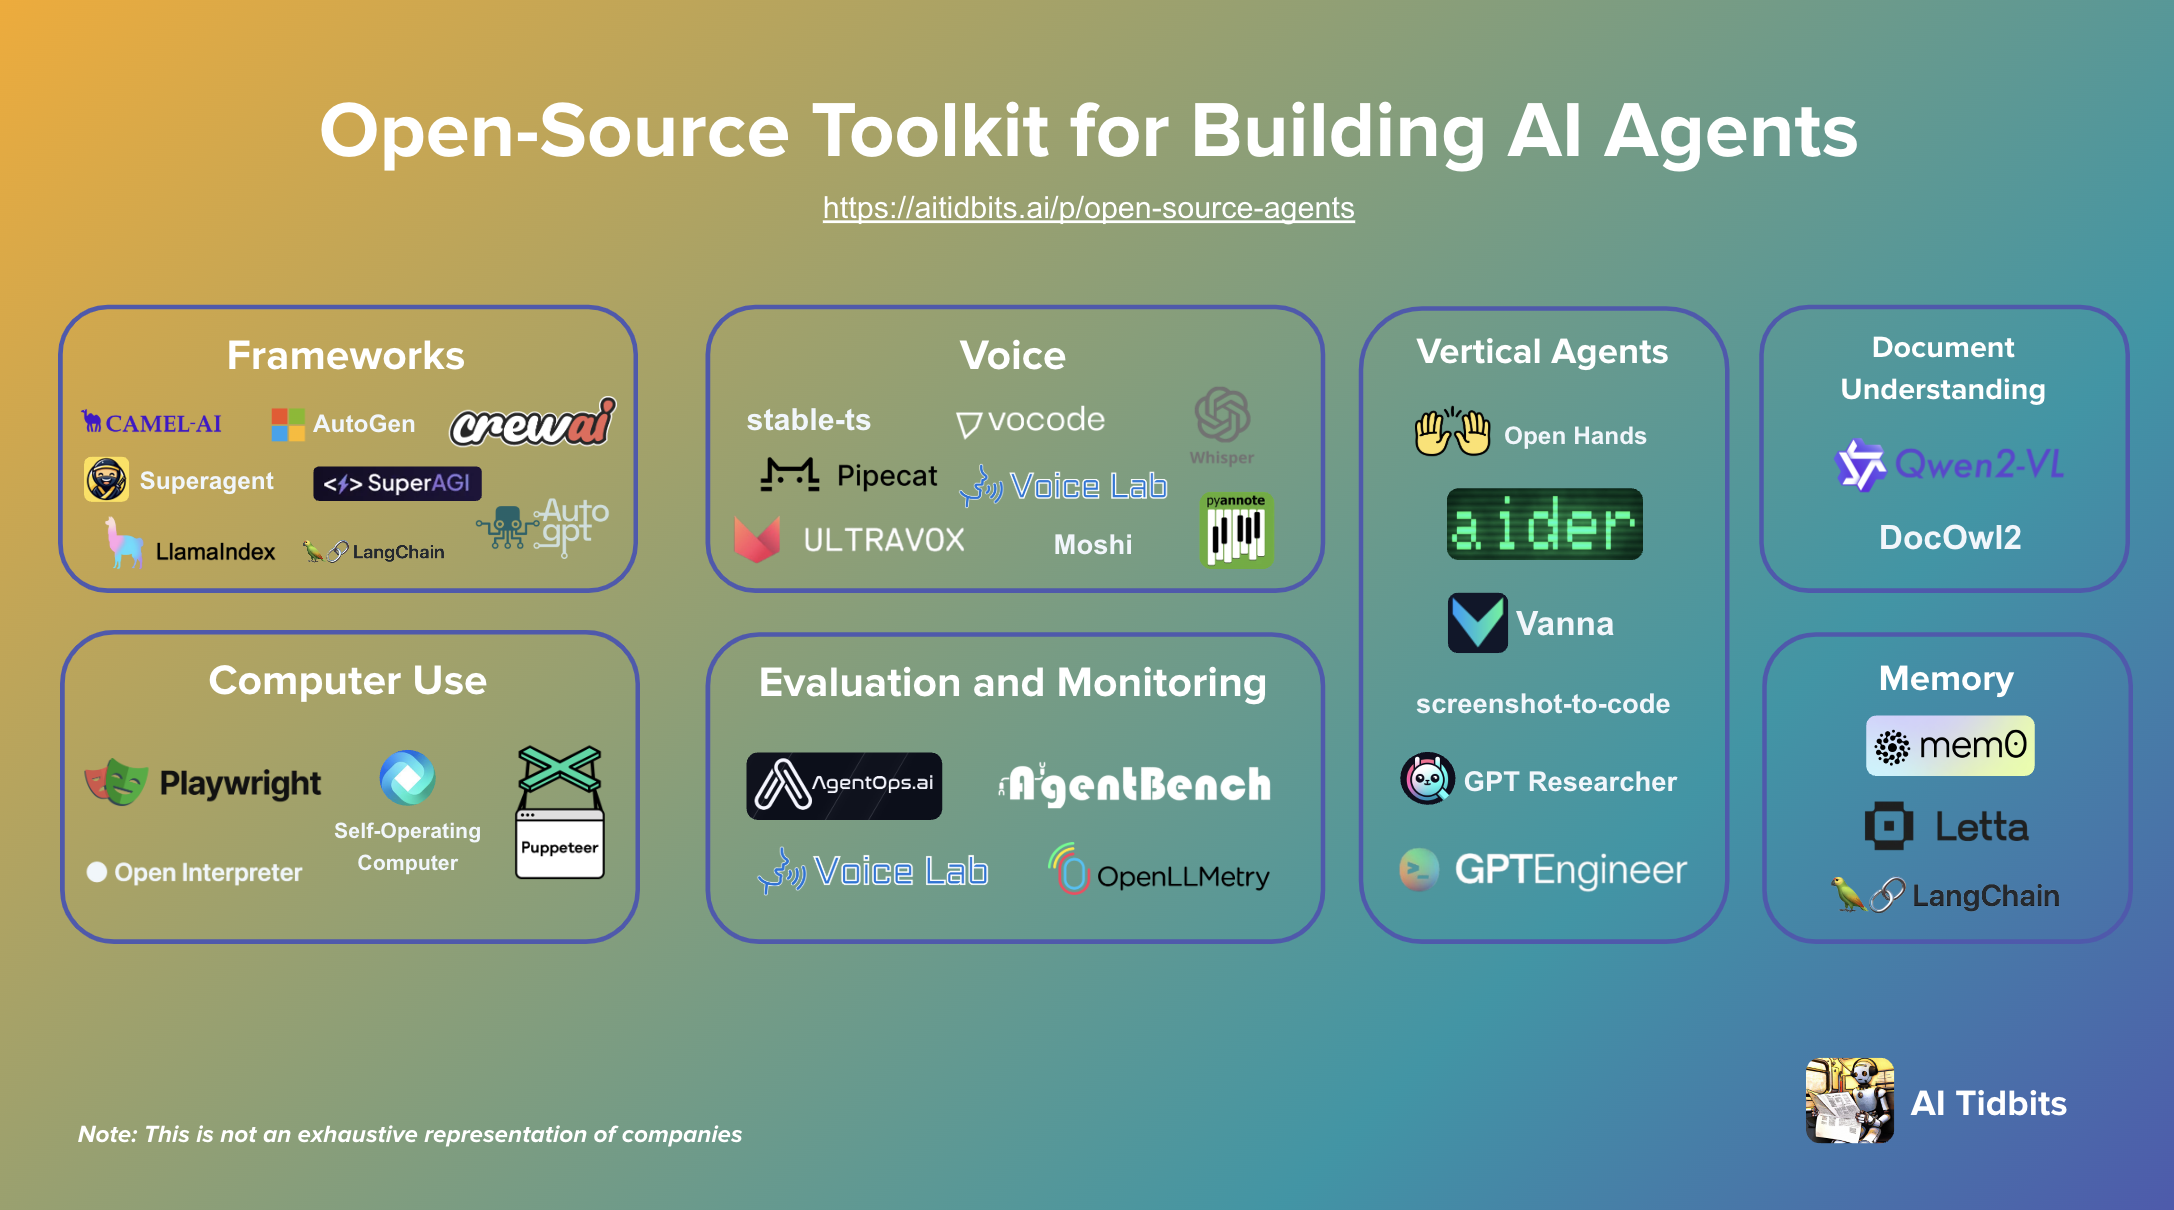 Open-Source Toolkit for Building AI Agents
https://aitidbits.ai/p/open-source-agents
Frameworks
CAMEL-AI
AutoGen
crewai
Superagent
<⚡> SuperAGI
LlamaIndex
LangChain
Auto
gpt
Voice
stable-ts
vocode
Whisper
Pipecat
Voice Lab
pyannote
ULTRAVOX
Moshi
Vertical Agents
Open Hands
aider
Vanna
screenshot-to-code
GPT Researcher
GPTEngineer
Document
Understanding
Qwen2-VL
DocOwl2
Computer Use
Playwright
Self-Operating
Computer
Puppeteer
Open Interpreter
Evaluation and Monitoring
AgentOps.ai
AgentBench
Voice Lab
OpenLLMetry
Memory
mem0
Letta
LangChain
AI Tidbits
Note: This is not an exhaustive representation of companies